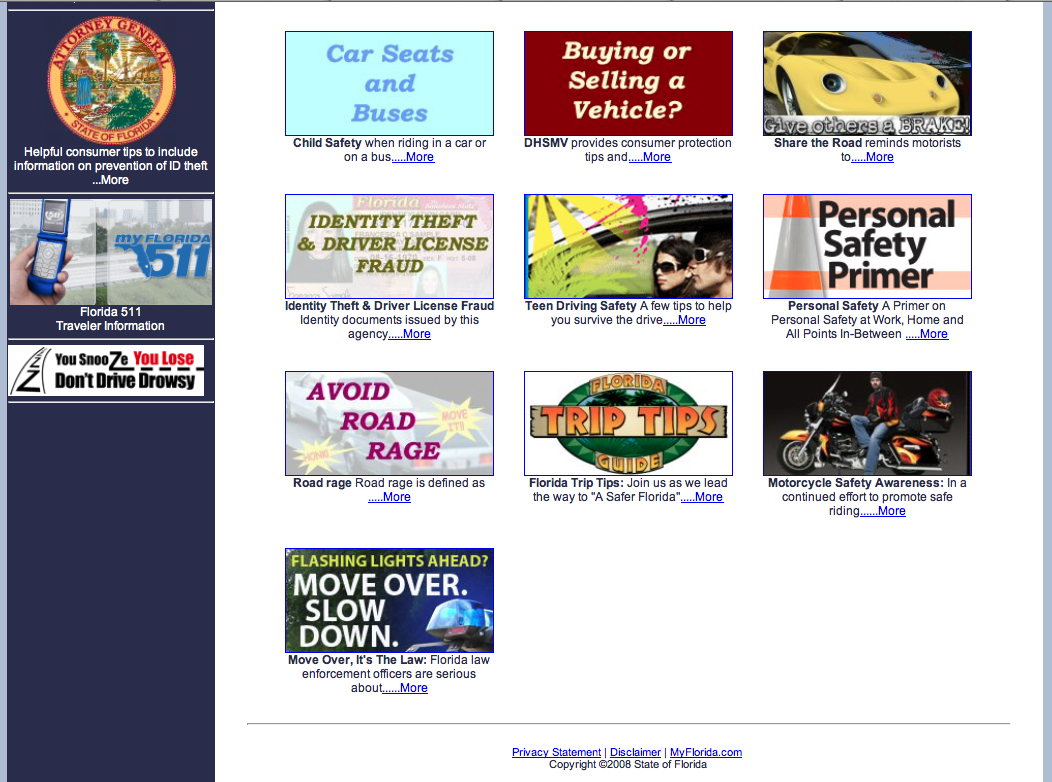 ATTORNEY GENERAL
STATE OF FLORIDA
Helpful consumer tips to include
information on prevention of ID theft
...More
MY FLORIDA
511
Florida 511
Traveler Information
You SnooZe You Lose
Don't Drive Drowsy
Car Seats
and
Buses
Child Safety when riding in a car or
on a bus.....More
Buying or
Selling a
Vehicle?
DHSMV provides consumer protection
tips and.....More
Give others a BRAKE!
Share the Road reminds motorists
to.....More
Florida
IDENTITY THEFT
& DRIVER LICENSE
FRAUD
Identity Theft & Driver License Fraud
Identity documents issued by this
agency.....More
Teen Driving Safety A few tips to help
you survive the drive.....More
Personal
Safety
Primer
Personal Safety A Primer on
Personal Safety at Work, Home and
All Points In-Between .....More
AVOID
ROAD
RAGE
MOVE
IT!!
HONK!
Road rage Road rage is defined as
.....More
FLORIDA
TRIP TIPS
GUIDE
Florida Trip Tips: Join us as we lead
the way to "A Safer Florida".....More
Motorcycle Safety Awareness: In a
continued effort to promote safe
riding......More
FLASHING LIGHTS AHEAD?
MOVE OVER.
SLOW
DOWN.
Move Over, It's The Law: Florida law
enforcement officers are serious
about......More
Privacy Statement | Disclaimer | MyFlorida.com
Copyright ©2008 State of Florida